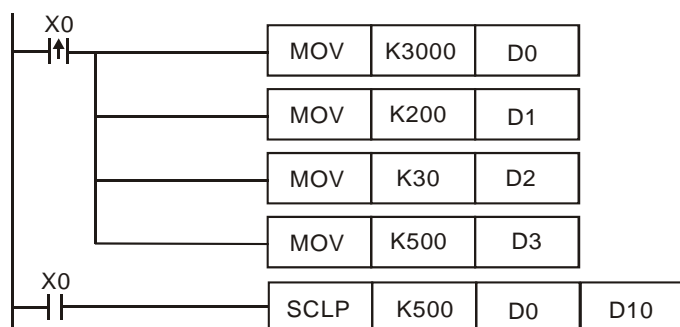 X0
MOV K3000 D0
MOV K200 D1
MOV K30 D2
MOV K500 D3
X0
SCLP K500 D0 D10